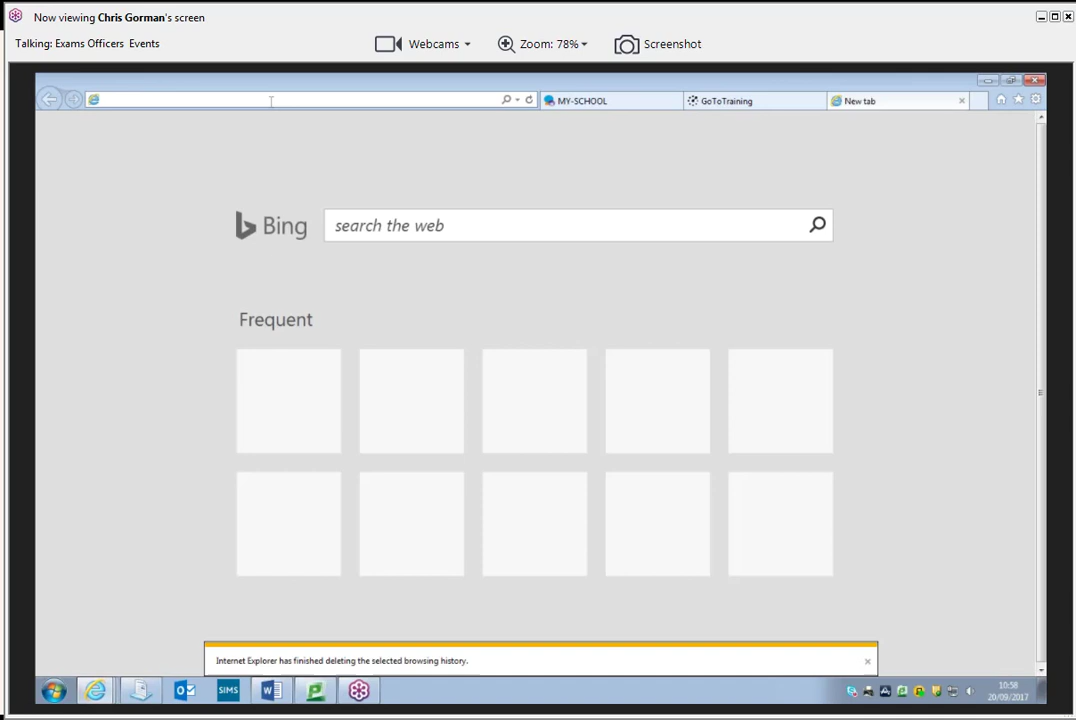 Now viewing Chris Gorman's screen
Talking: Exams Officers Events
Webcams
Zoom: 78%
Screenshot
MY-SCHOOL
GoToTraining
New tab
Bing
search the web
Frequent
Internet Explorer has finished deleting the selected browsing history.
SIMS
10:58
20/09/2017